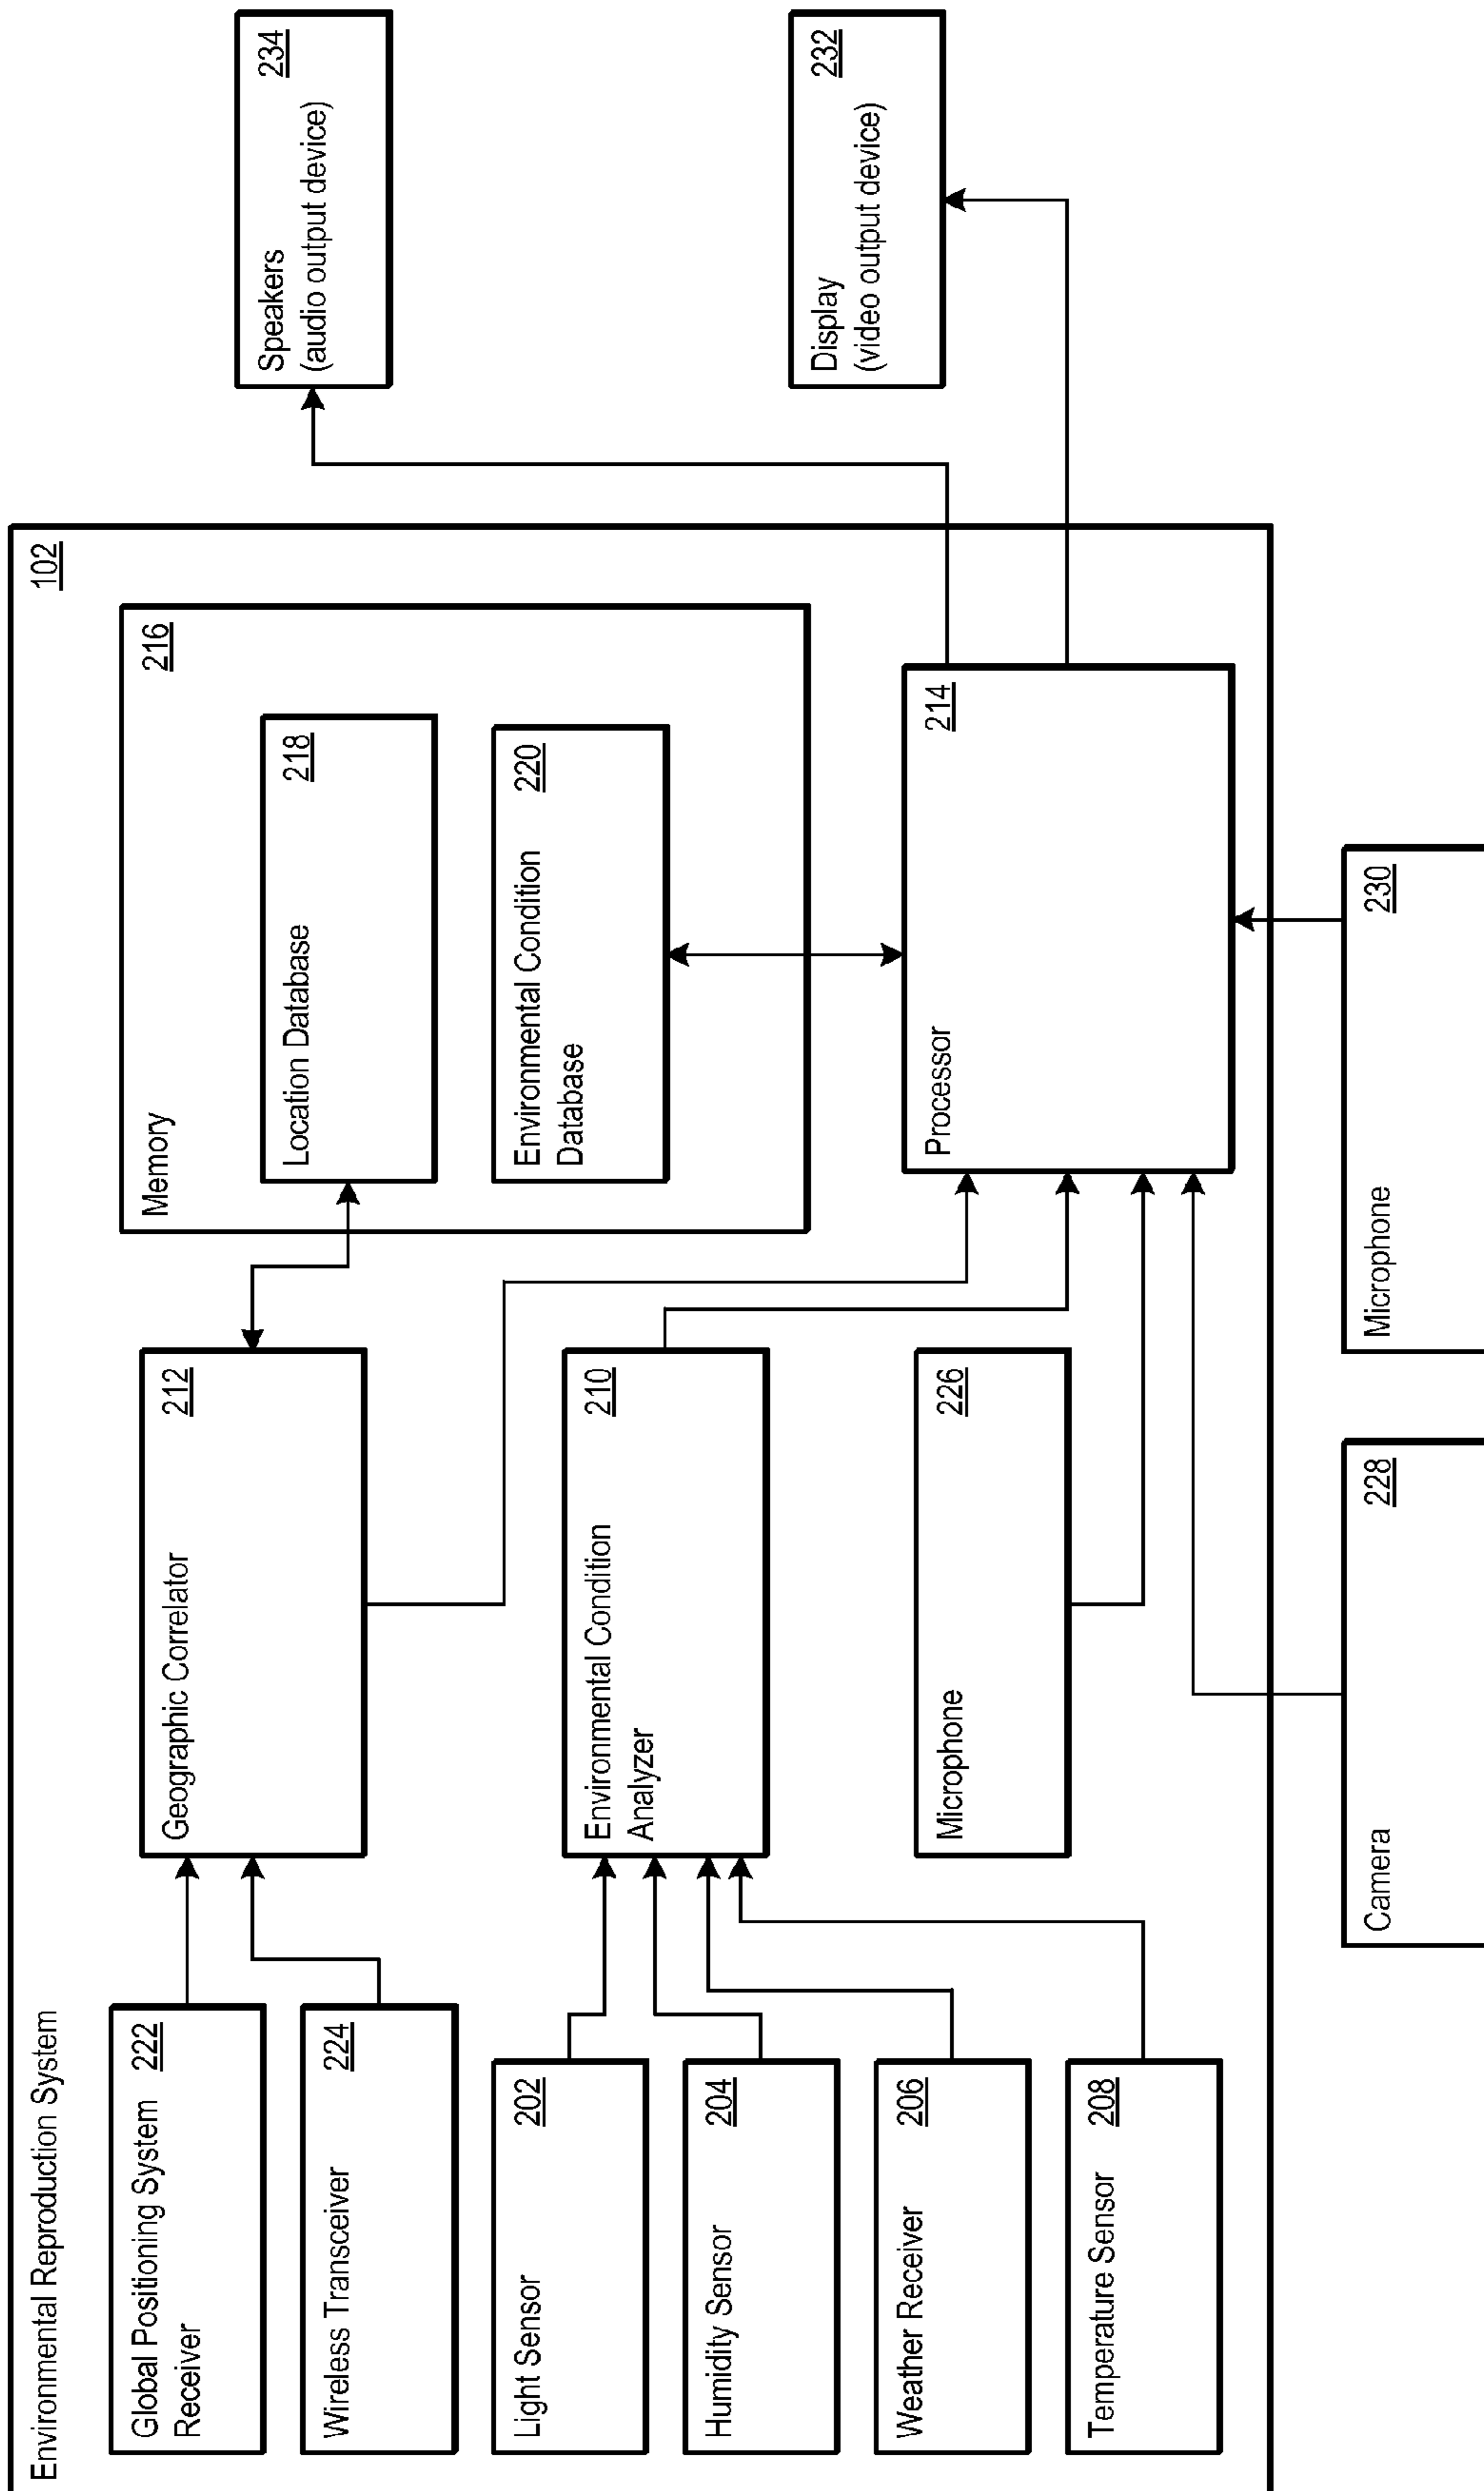 Environmental Reproduction System
102
Global Positioning System
Receiver
222
Wireless Transceiver
224
Light Sensor
202
Humidity Sensor
204
Weather Receiver
206
Temperature Sensor
208
Geographic Correlator
212
Environmental Condition
Analyzer
210
Microphone
226
Memory
216
Location Database
218
Environmental Condition
Database
220
Processor
214
Speakers
(audio output device)
234
Display
(video output device)
232
Camera
228
Microphone
230